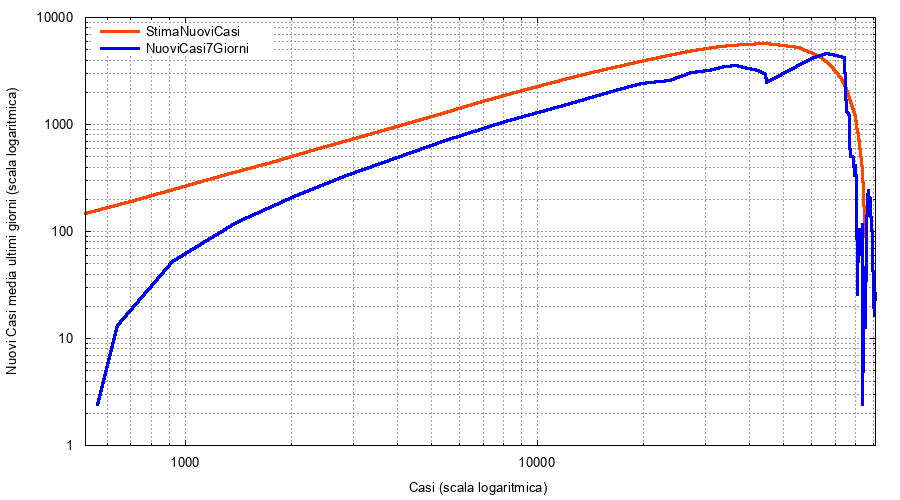 10000
StimaNuoviCasi
NuoviCasi7Giorni
1000
100
10
1
Nuovi Casi media ultimi giorni (scala logaritmica)
1000
10000
Casi (scala logaritmica)